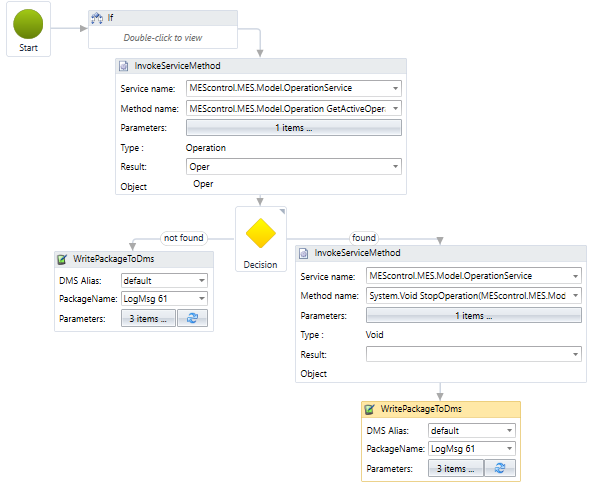 Start
If
Double-click to view
InvokeServiceMethod
Service name: MEScontrol.MES.Model.OperationService
Method name: MEScontrol.MES.Model.Operation GetActiveOper
Parameters: 1 items ...
Type : Operation
Result: Oper
Object Oper
not found
Decision
found
WritePackageToDms
DMS Alias: default
PackageName: LogMsg 61
Parameters: 3 items ...
InvokeServiceMethod
Service name: MEScontrol.MES.Model.OperationService
Method name: System.Void StopOperation(MEScontrol.MES.Mod
Parameters: 1 items ...
Type : Void
Result:
Object
WritePackageToDms
DMS Alias: default
PackageName: LogMsg 61
Parameters: 3 items ...